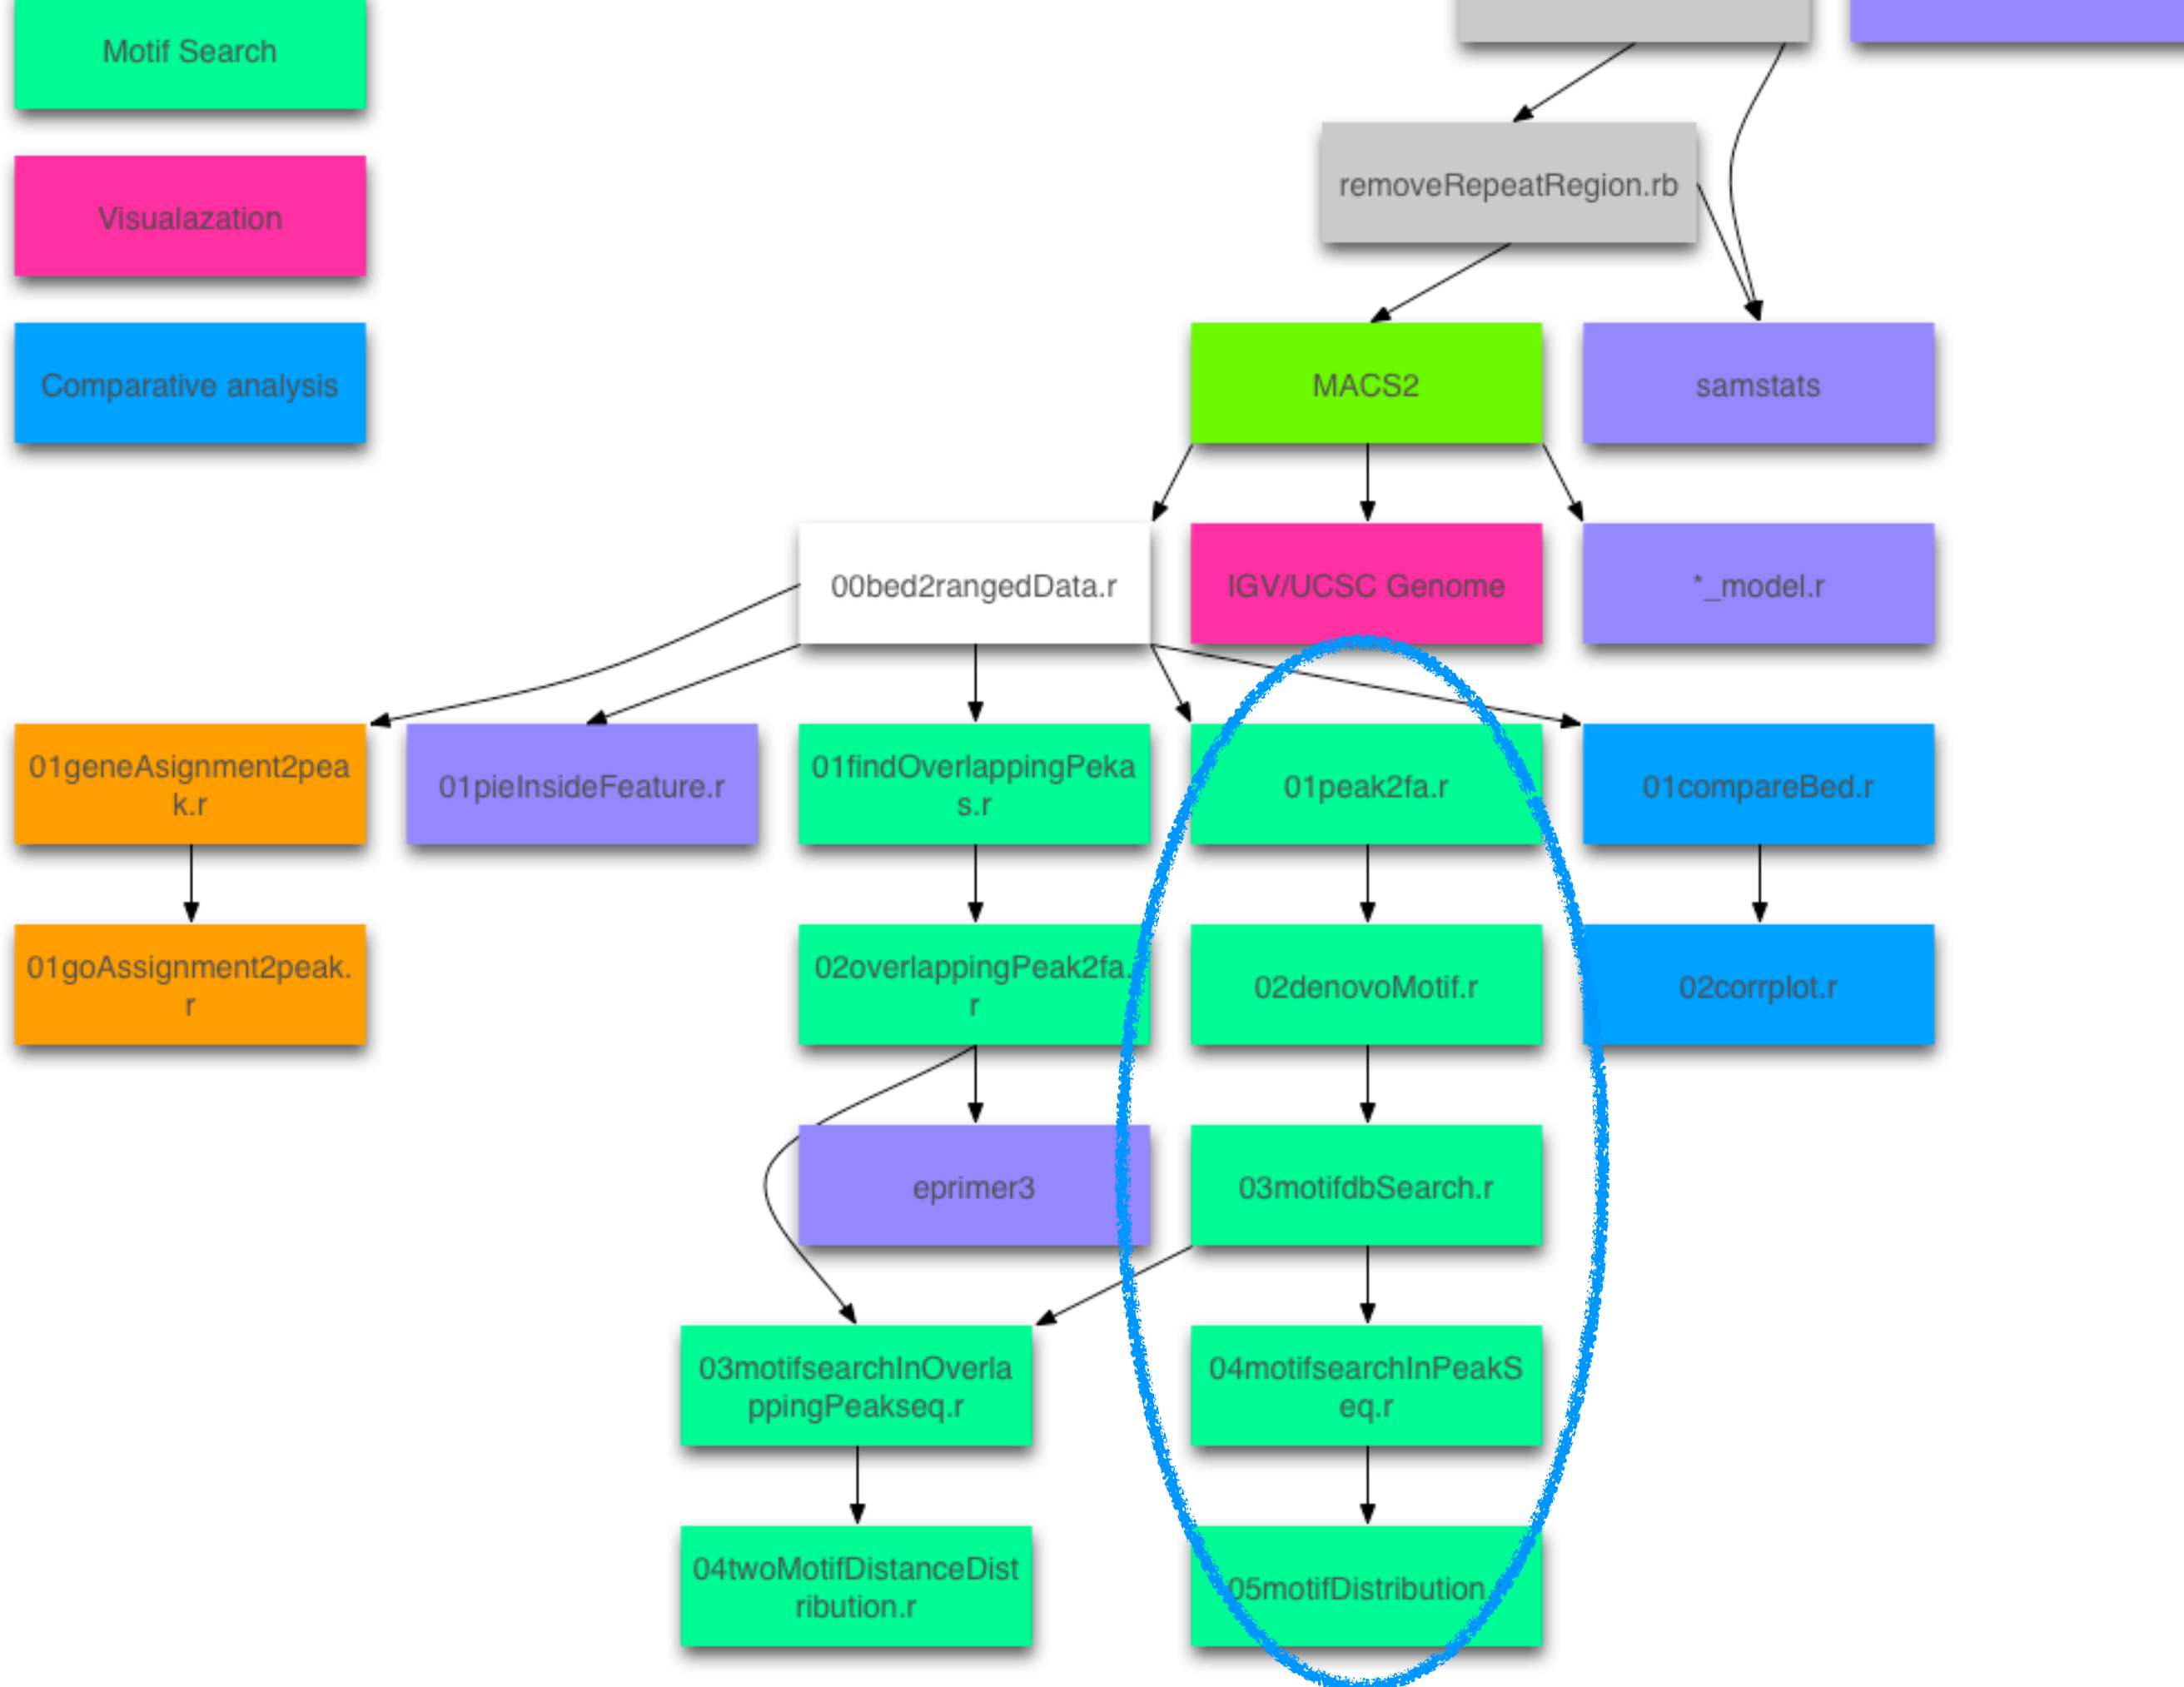 Motif Search
Visualazation
removeRepeatRegion.rb
Comparative analysis
MACS2
samstats
00bed2rangedData.r
IGV/UCSC Genome
*_model.r
01geneAsignment2pea
k.r
01pieInsideFeature.r
01findOverlappingPeka
s.r
01peak2fa.r
01compareBed.r
01goAssignment2peak.
r
02overlappingPeak2fa.
r
02denovoMotif.r
02corrplot.r
eprimer3
03motifdbSearch.r
03motifsearchInOverla
ppingPeakseq.r
04motifsearchInPeakS
eq.r
04twoMotifDistanceDist
ribution.r
05motifDistribution.